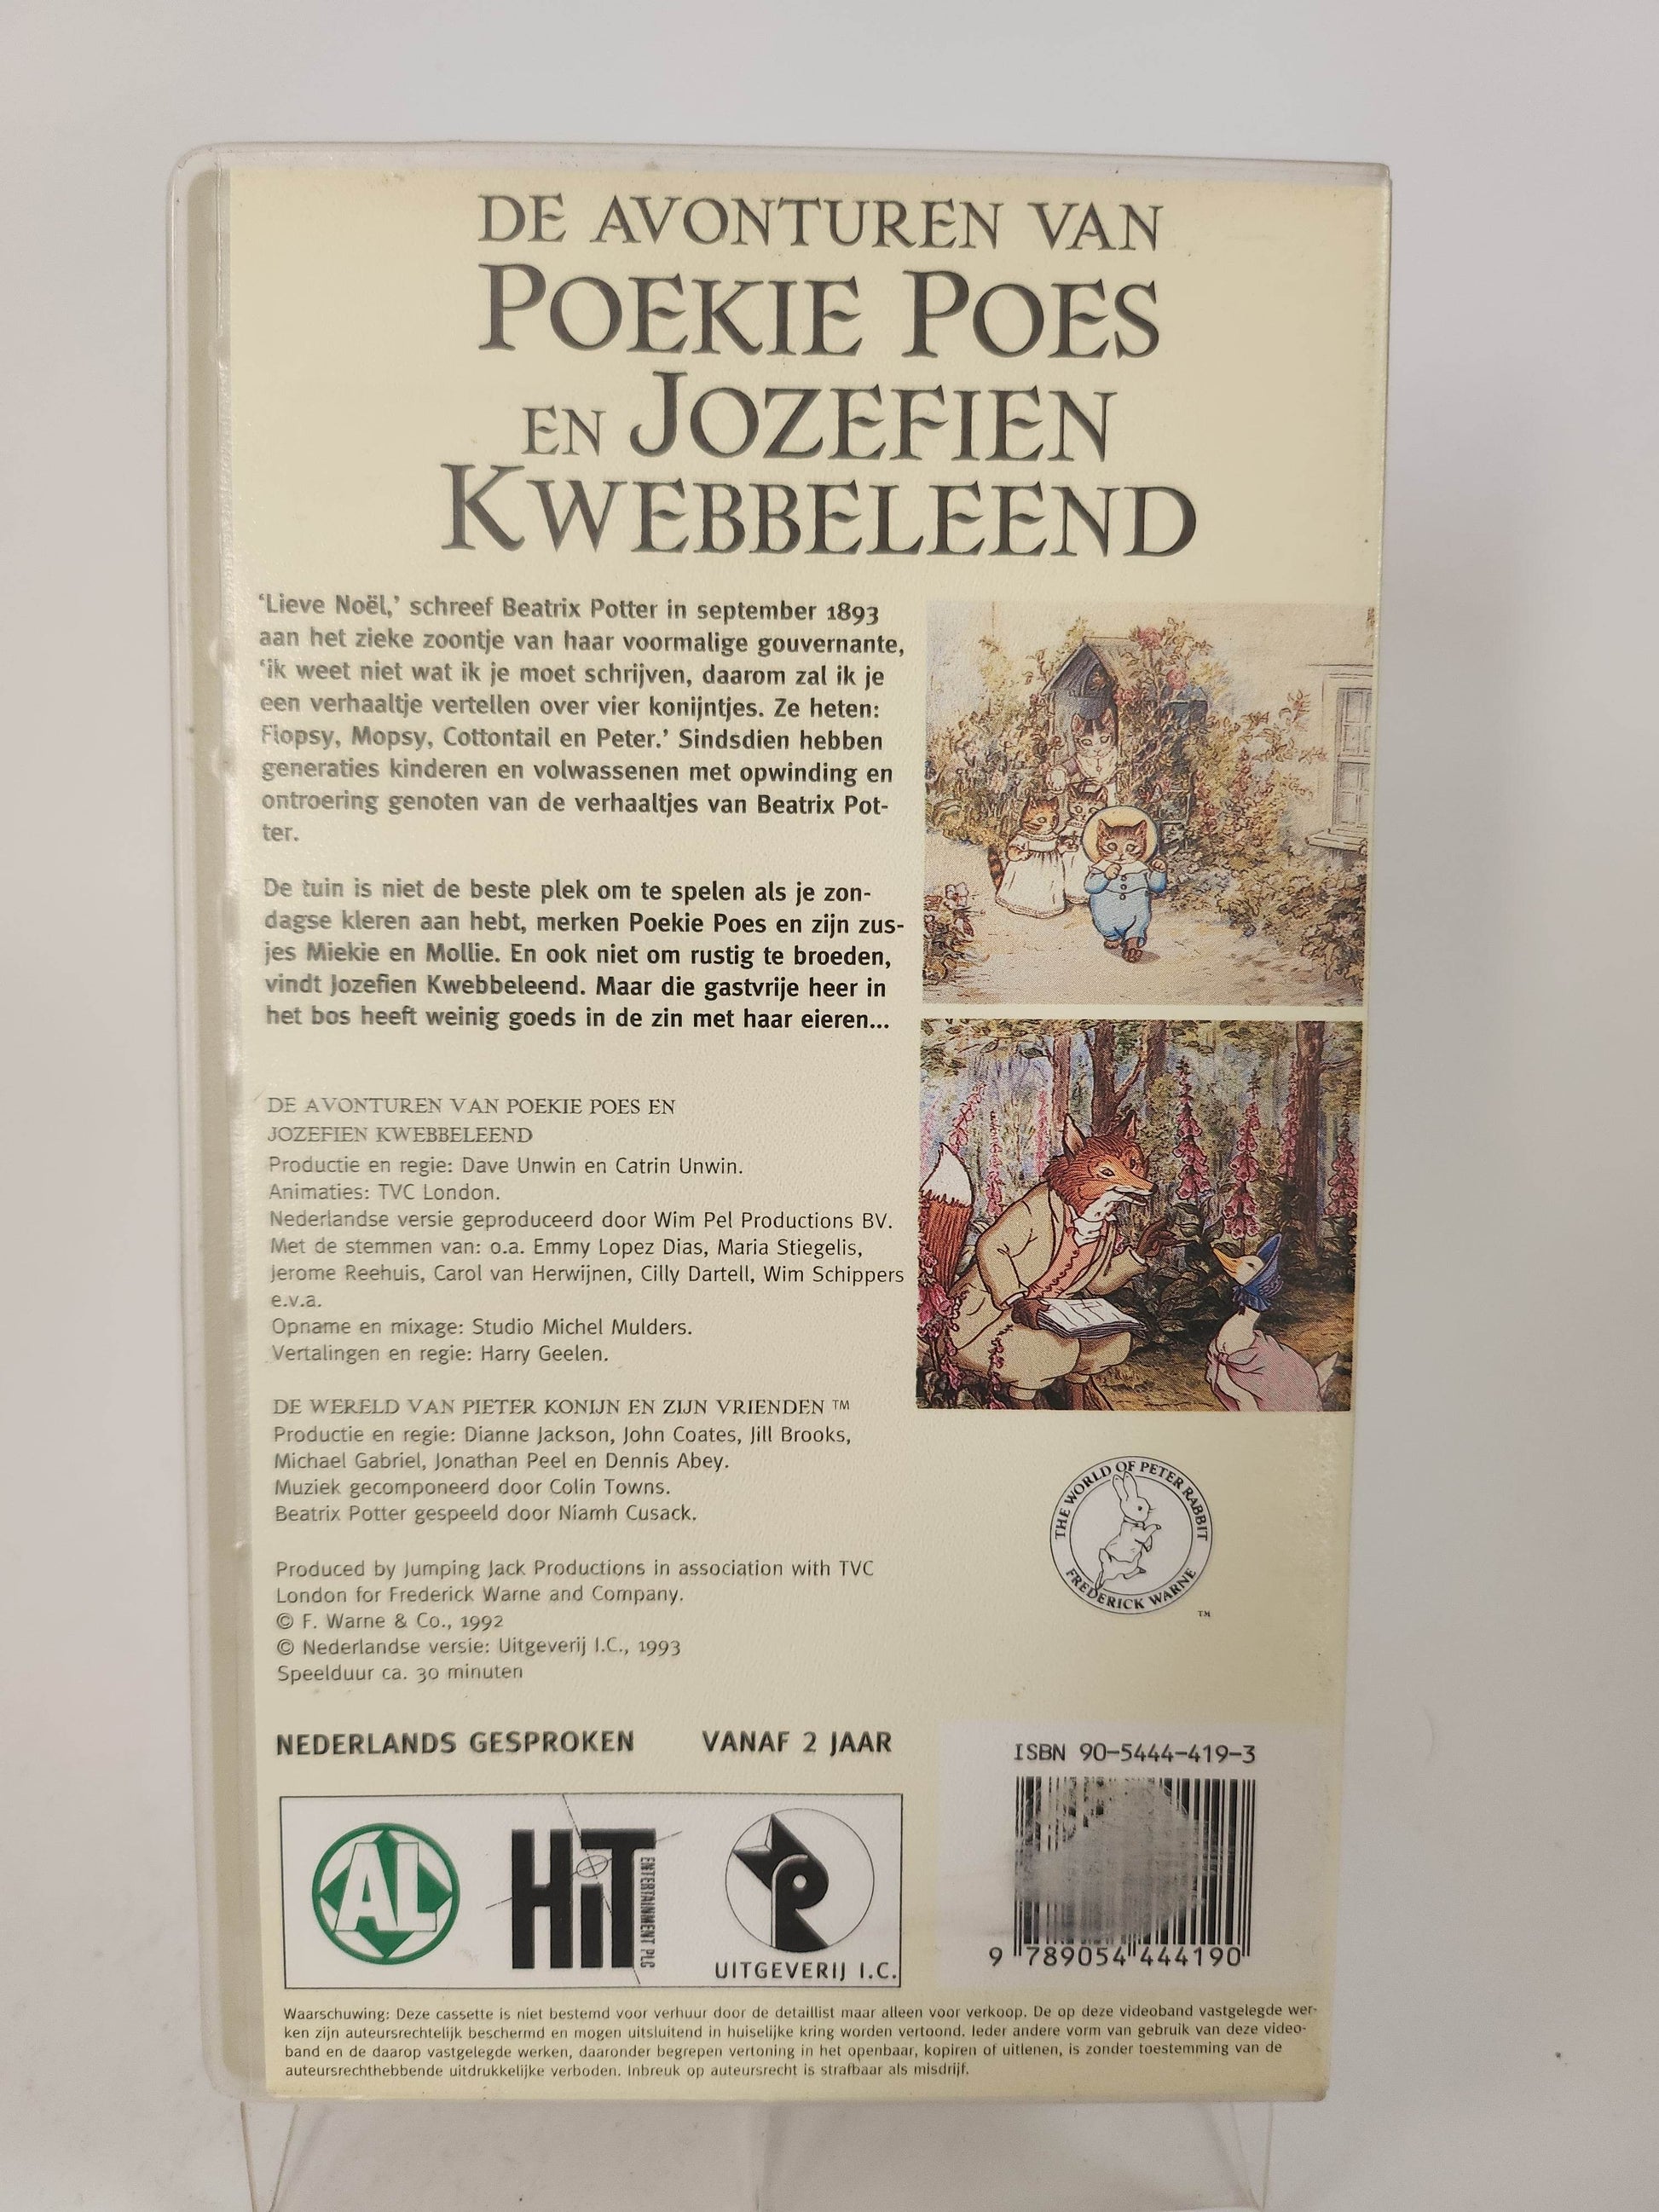 DE AVONTUREN VAN
POEKIE POES
EN JOZEFIEN
KWEBBELEEND
‘Lieve Noël,’ schreef Beatrix Potter in september 1893
aan het zieke zoontje van haar voormalige gouvernante,
‘ik weet niet wat ik je moet schrijven, daarom zal ik je
een verhaaltje vertellen over vier konijntjes. Ze heten:
Flopsy, Mopsy, Cottontail en Peter.’ Sindsdien hebben
generaties kinderen en volwassenen met opwinding en
ontroering genoten van de verhaaltjes van Beatrix Pot-
ter.
De tuin is niet de beste plek om te spelen als je zon-
dagse kleren aan hebt, merken Poekie Poes en zijn zus-
jes Miekie en Mollie. En ook niet om rustig te broeden,
vindt Jozefien Kwebbeleend. Maar die gastvrije heer in
het bos heeft weinig goeds in de zin met haar eieren...
DE AVONTUREN VAN POEKIE POES EN
JOZEFIEN KWEBBELEEND
Productie en regie: Dave Unwin en Catrin Unwin.
Animaties: TVC London.
Nederlandse versie geproduceerd door Wim Pel Productions BV.
Met de stemmen van: o.a. Emmy Lopez Dias, Maria Stiegelis,
Jerome Reehuis, Carol van Herwijnen, Cilly Dartell, Wim Schippers
e.v.a.
Opname en mixage: Studio Michel Mulders.
Vertalingen en regie: Harry Geelen.
DE WERELD VAN PIETER KONIJN EN ZIJN VRIENDEN ™
Productie en regie: Dianne Jackson, John Coates, Jill Brooks,
Michael Gabriel, Jonathan Peel en Dennis Abey.
Muziek gecomponeerd door Colin Towns.
Beatrix Potter gespeeld door Niamh Cusack.
THE WORLD OF PETER RABBIT
FREDERICK WARNE
™
Produced by Jumping Jack Productions in association with TVC
London for Frederick Warne and Company.
© F. Warne & Co., 1992
© Nederlandse versie: Uitgeverij I.C., 1993
Speelduur ca. 30 minuten
NEDERLANDS GESPROKEN VANAF 2 JAAR
ISBN 90-5444-419-3
9 789054 444190
AL
HiT
ENTERTAINMENT PLC
UITGEVERIJ I.C.
Waarschuwing: Deze cassette is niet bestemd voor verhuur door de detaillist maar alleen voor verkoop. De op deze videoband vastgelegde wer-
ken zijn auteursrechtelijk beschermd en mogen uitsluitend in huiselijke kring worden vertoond. Ieder andere vorm van gebruik van deze video-
band en de daarop vastgelegde werken, daaronder begrepen vertoning in het openbaar, kopiren of uitlenen, is zonder toestemming van de
auteursrechthebbende uitdrukkelijke verboden. Inbreuk op auteursrecht is strafbaar als misdrijf.